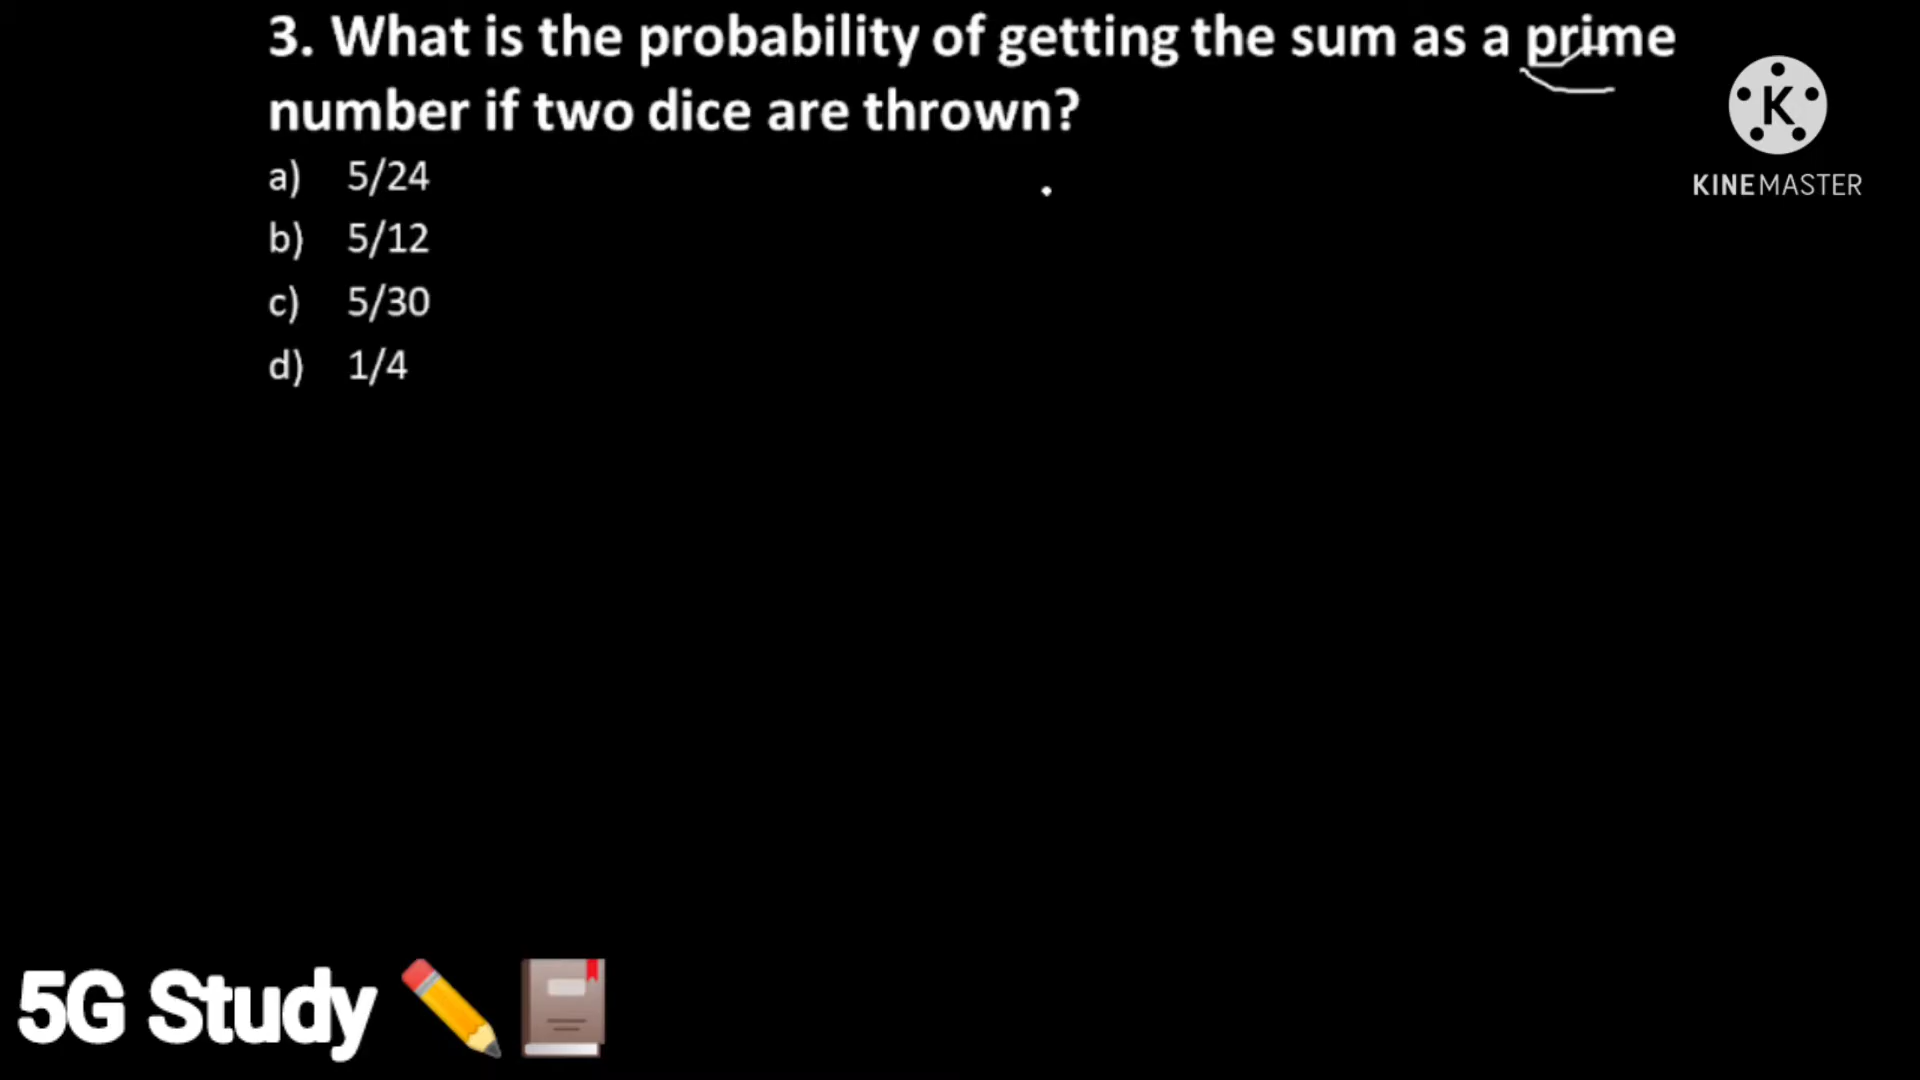 3. What is the probability of getting the sum as a prime
number if two dice are thrown?
a) 5/24
b) 5/12
c) 5/30
d) 1/4
K
KINEMASTER
5G Study